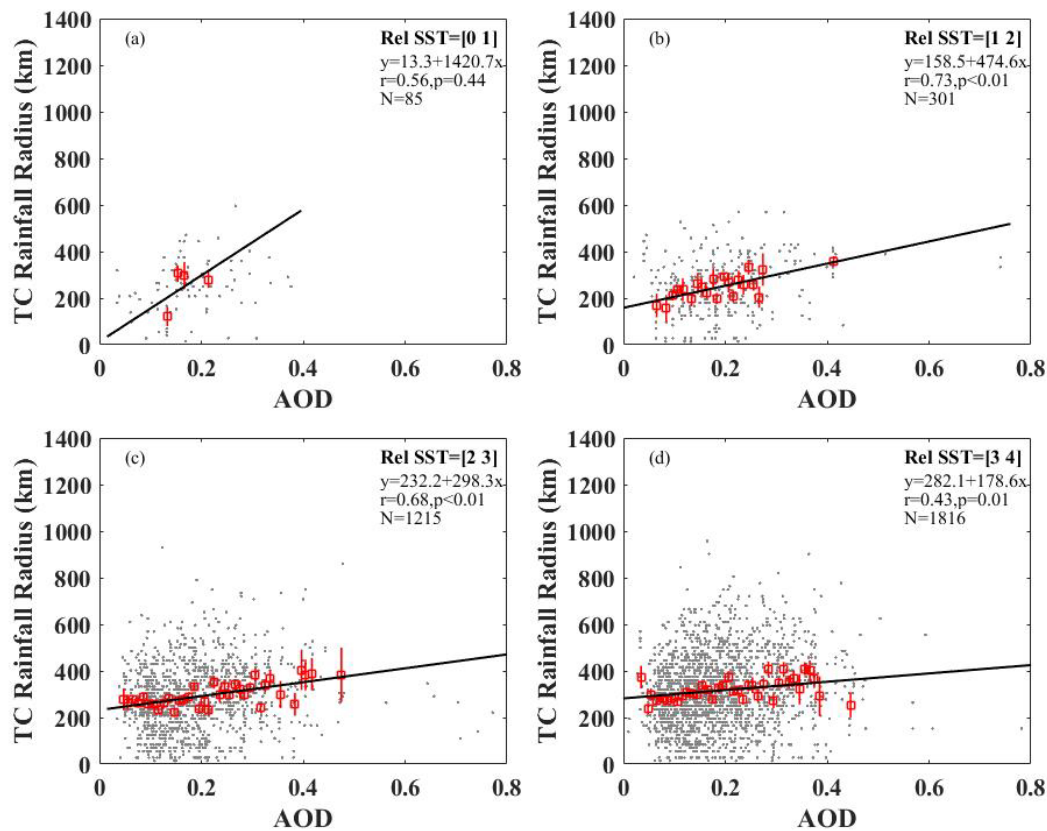 1400
1200
1000
800
600
400
200
0
TC Rainfall Radius (km)
(a)
Rel SST=[0 1]
y=13.3+1420.7x
r=0.56,p=0.44
N=85
0 0.2 0.4 0.6 0.8
AOD
1400
1200
1000
800
600
400
200
0
TC Rainfall Radius (km)
(b)
Rel SST=[1 2]
y=158.5+474.6x
r=0.73,p<0.01
N=301
0 0.2 0.4 0.6 0.8
AOD
1400
1200
1000
800
600
400
200
0
TC Rainfall Radius (km)
(c)
Rel SST=[2 3]
y=232.2+298.3x
r=0.68,p<0.01
N=1215
0 0.2 0.4 0.6 0.8
AOD
1400
1200
1000
800
600
400
200
0
TC Rainfall Radius (km)
(d)
Rel SST=[3 4]
y=282.1+178.6x
r=0.43,p=0.01
N=1816
0 0.2 0.4 0.6 0.8
AOD